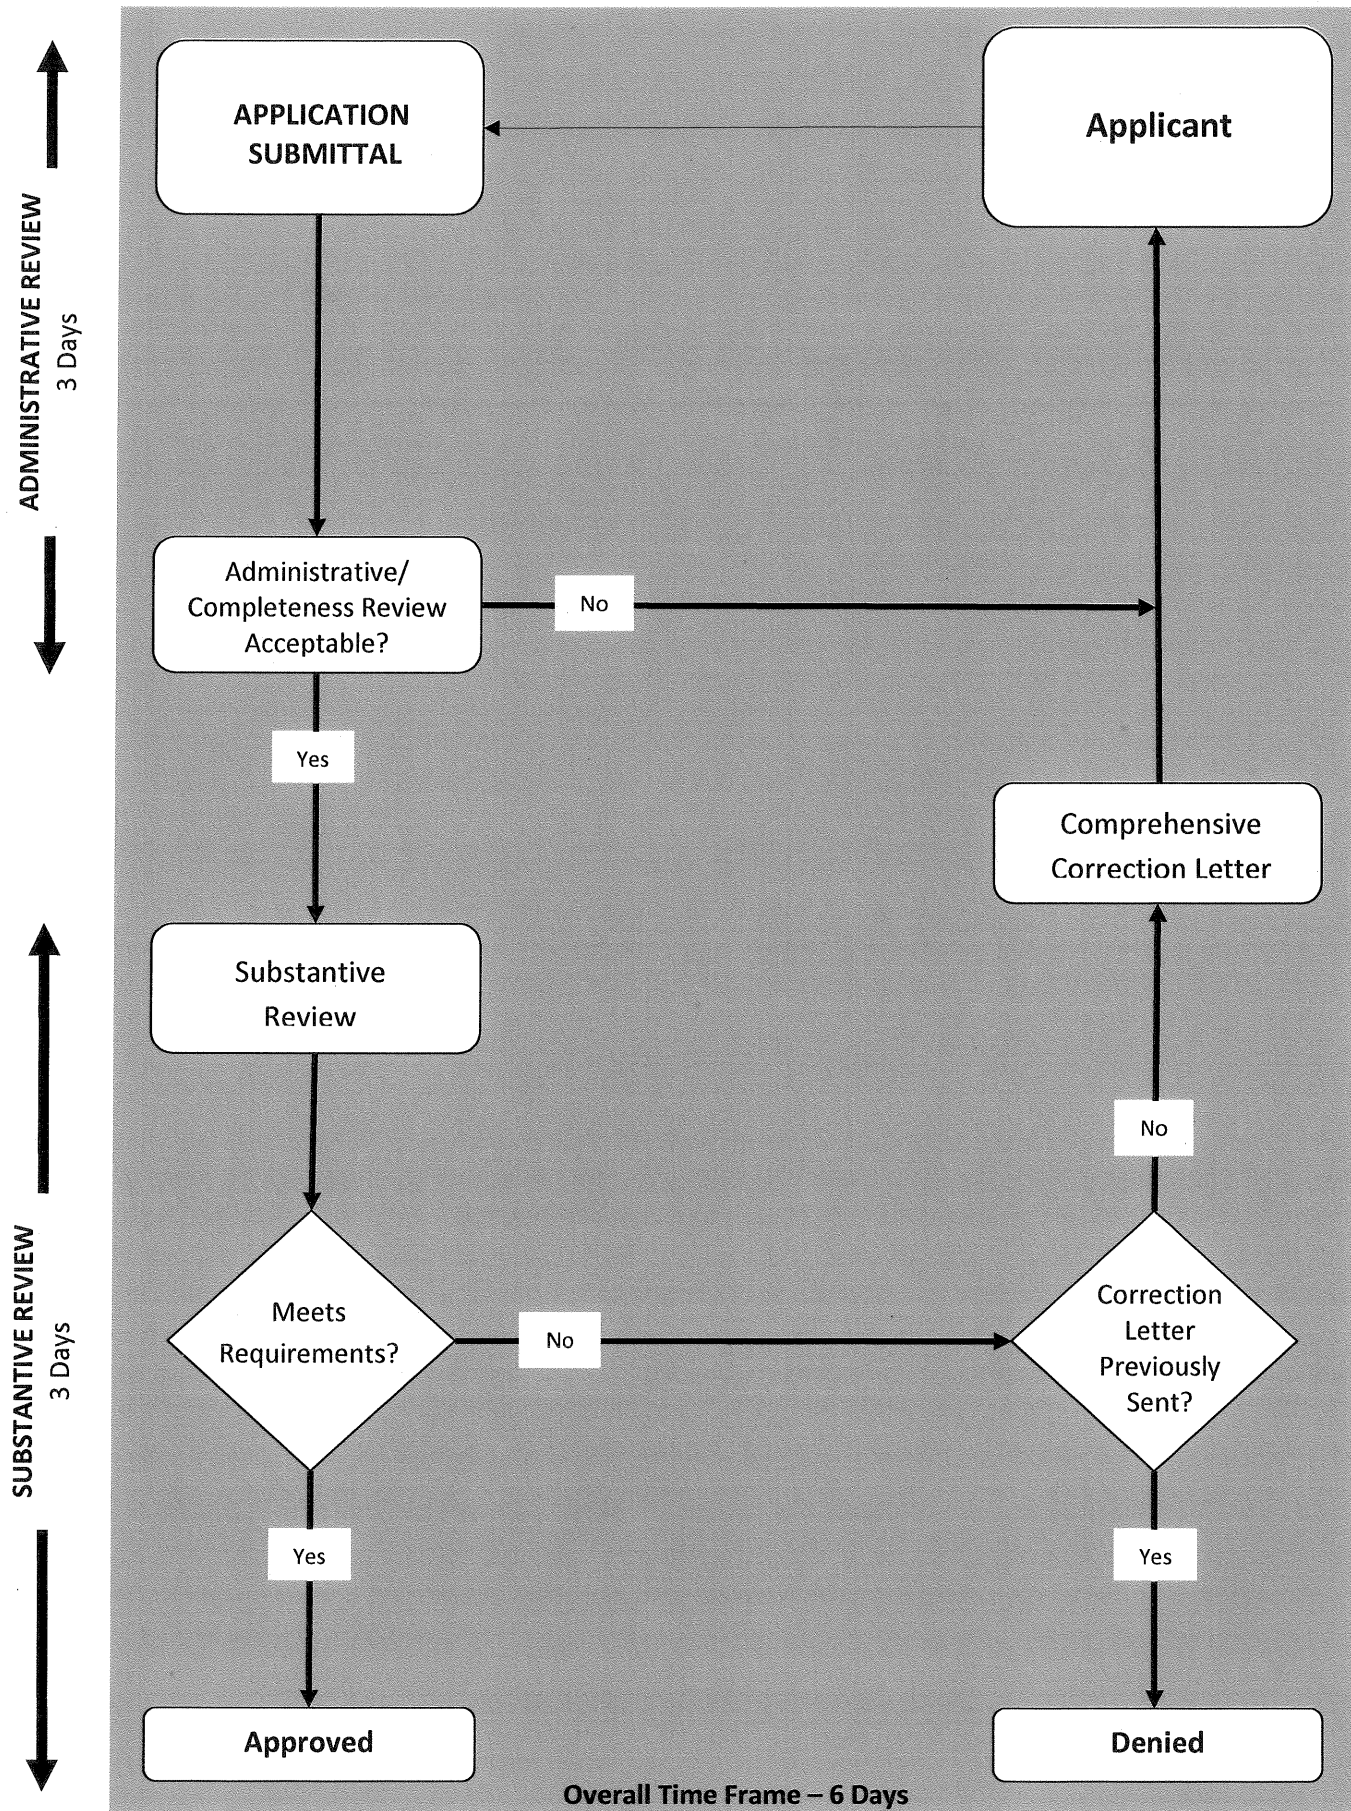 APPLICATION
SUBMITTAL
Applicant
ADMINISTRATIVE REVIEW
3 Days
Administrative/
Completeness Review
Acceptable?
No
Yes
Comprehensive
Correction Letter
Substantive
Review
No
SUBSTANTIVE REVIEW
3 Days
Meets
Requirements?
No
Correction
Letter
Previously
Sent?
Yes
Yes
Approved
Denied
Overall Time Frame – 6 Days